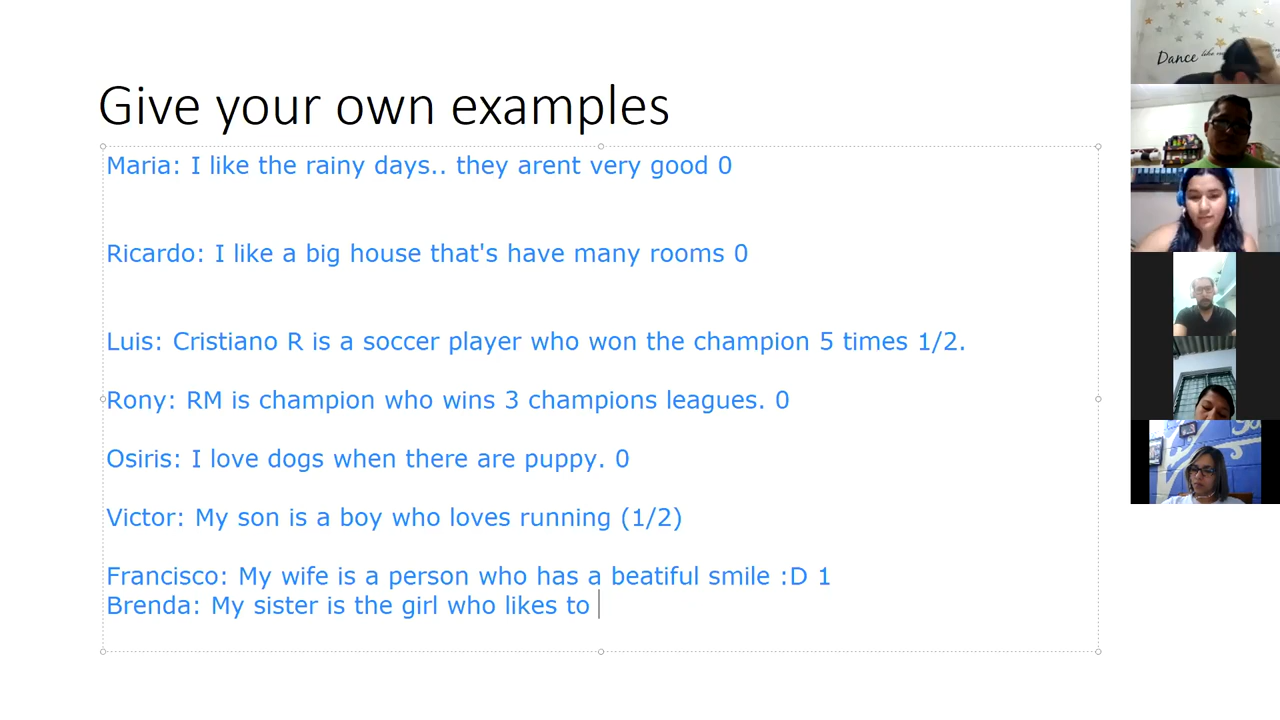 Give your own examples
Maria: I like the rainy days.. they arent very good 0
Ricardo: I like a big house that's have many rooms 0
Luis: Cristiano R is a soccer player who won the champion 5 times 1/2.
Rony: RM is champion who wins 3 champions leagues. 0
Osiris: I love dogs when there are puppy. 0
Victor: My son is a boy who loves running (1/2)
Francisco: My wife is a person who has a beatiful smile :D 1
Brenda: My sister is the girl who likes to
Dance like